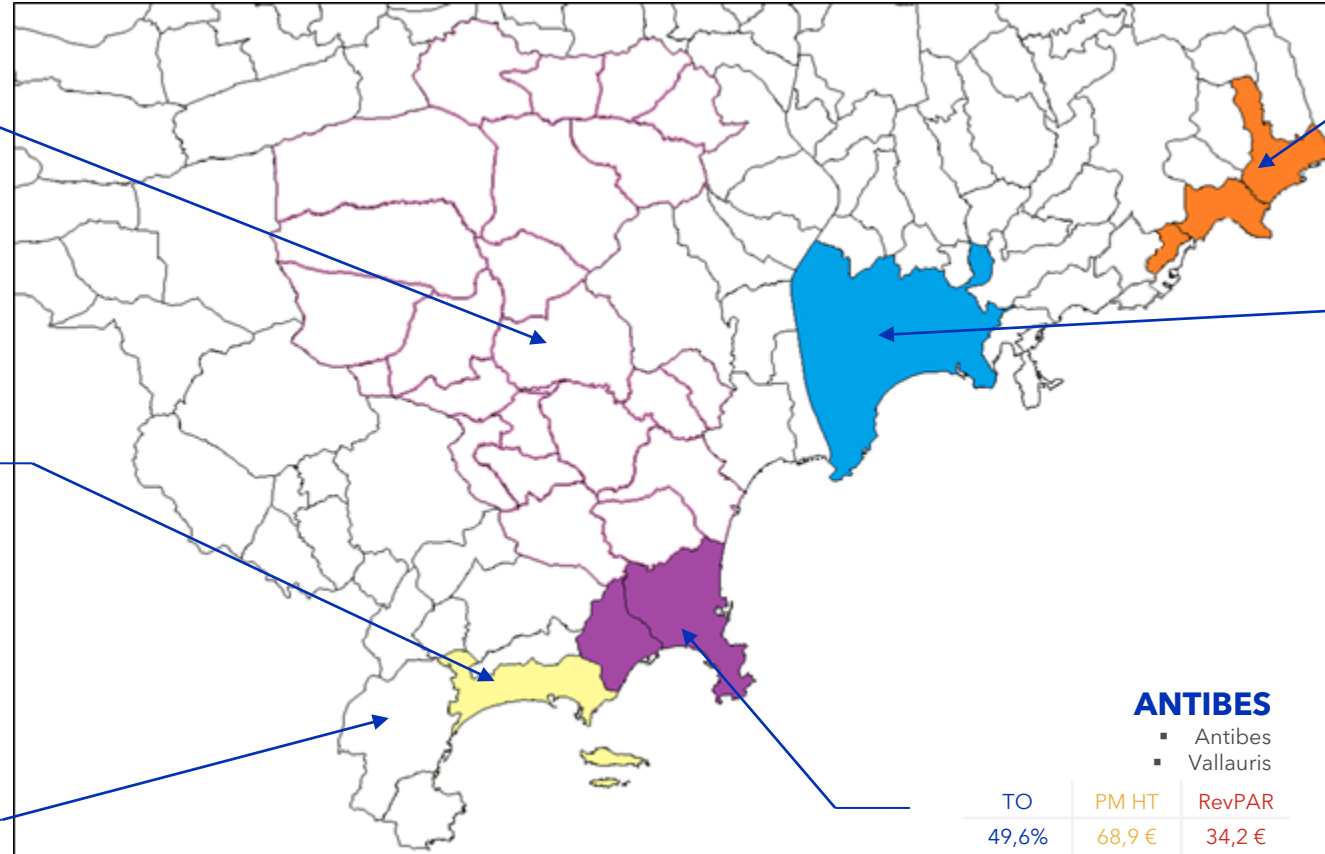 ANTIBES
▪ Antibes
▪ Vallauris
TO PM HT RevPAR
49,6% 68,9 € 34,2 €